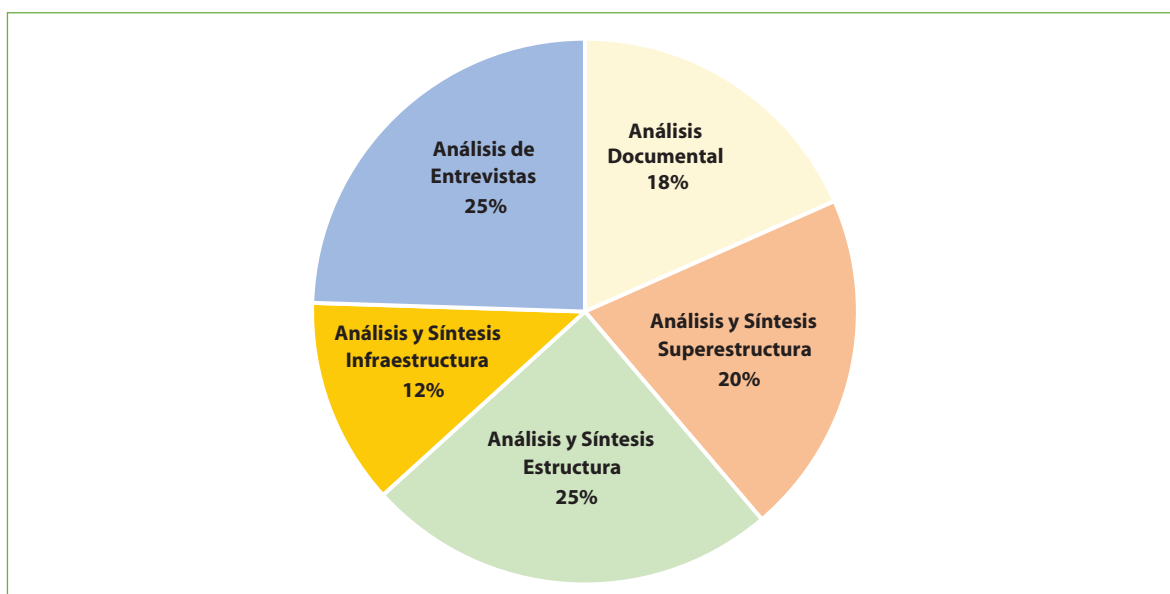 Análisis
Documental
18%
Análisis y Síntesis
Superestructura
20%
Análisis y Síntesis
Estructura
25%
Análisis y Síntesis
Infraestructura
12%
Análisis de
Entrevistas
25%